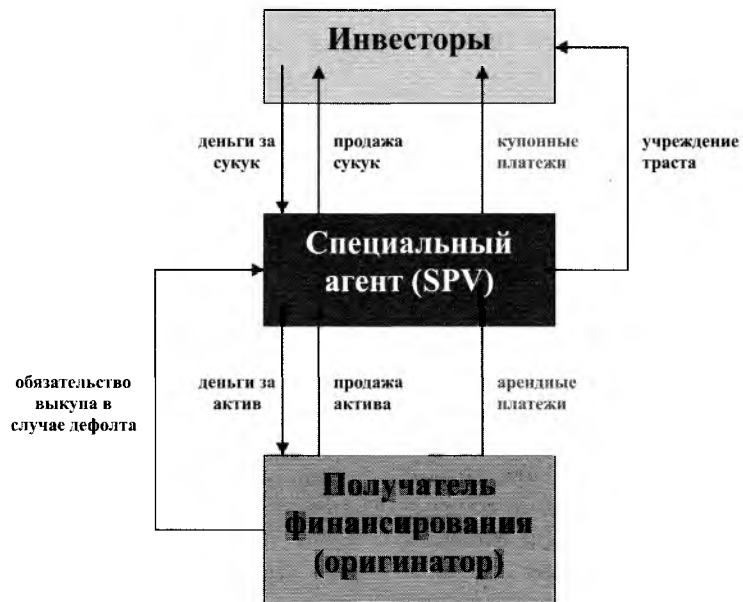 Инвесторы
деньги за
сукук
продажа
сукук
купонные
платежи
учреждение
траста
Специальный
агент (SPV)
обязательство
выкупа в
случае дефолта
деньги за
актив
продажа
актива
арендные
платежи
Получатель
финансирования
(оригинатор)